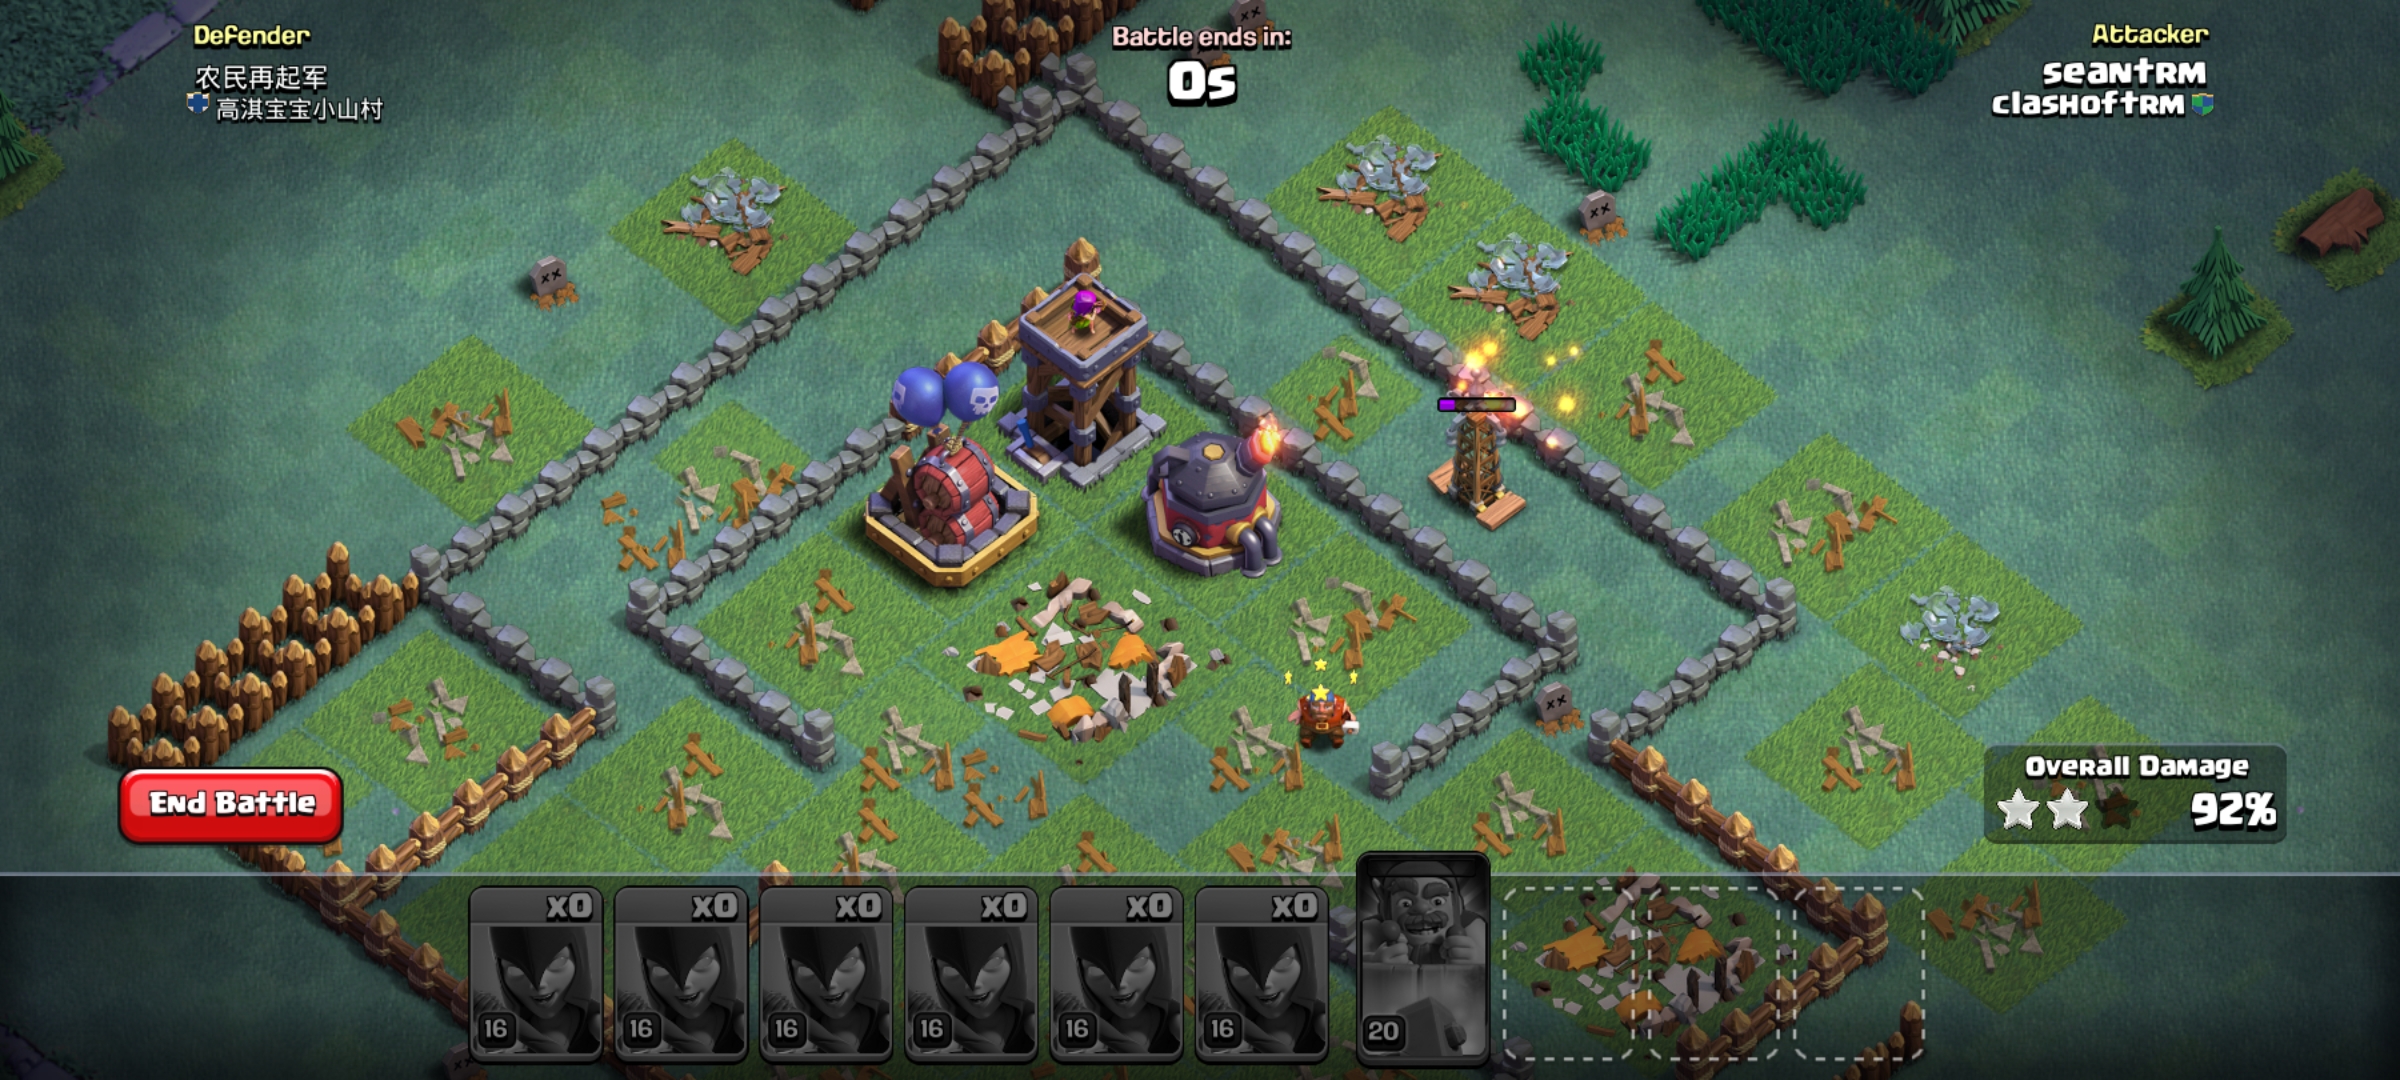 Defender
农民再起军
高淇宝宝小山村
Battle ends in:
0s
Attacker
seantRM
clashoftRM
End Battle
Overall Damage
92%
x0 x0 x0 x0 x0 x0
16 16 16 16 16 16 20